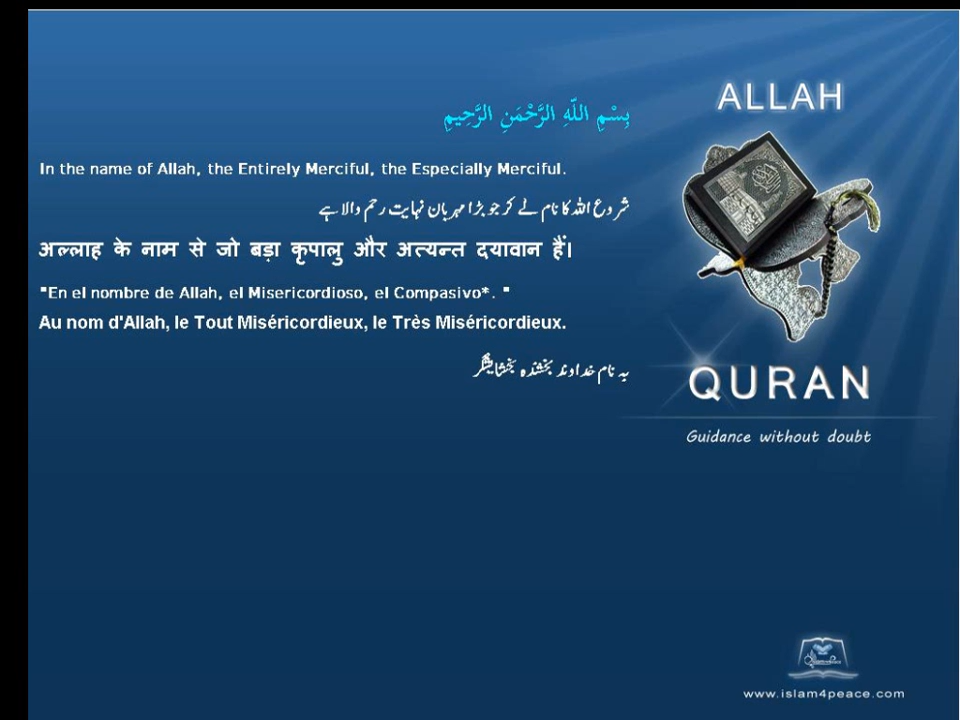 بِسْمِ اللّهِ الرَّحْمَنِ الرَّحِيمِ
In the name of Allah, the Entirely Merciful, the Especially Merciful.
شروع اللہ کا نام لے کر جو بڑا مہربان نہایت رحم والا ہے
अल्लाह के नाम से जो बड़ा कृपालु और अत्यन्त दयावान हैं।
"En el nombre de Allah, el Misericordioso, el Compasivo*. "
Au nom d'Allah, le Tout Miséricordieux, le Très Miséricordieux.
به نام خداوند بخشنده بخشایشگر
ALLAH
QURAN
Guidance without doubt
www.islam4peace.com